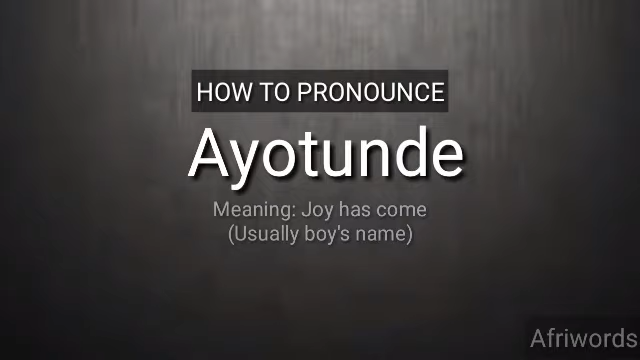 HOW TO PRONOUNCE
Ayotunde
Meaning: Joy has come
(Usually boy's name)
Afriwords